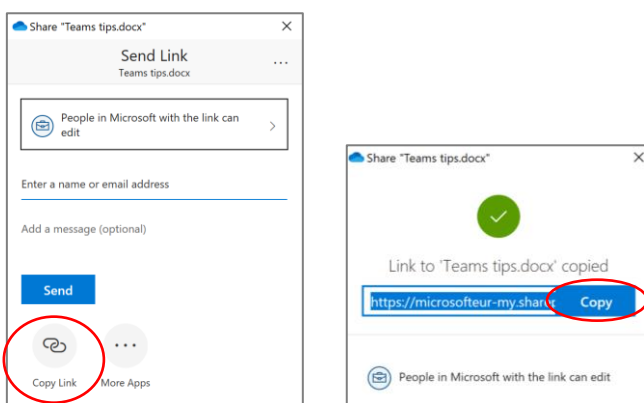 Share "Teams tips.docx"
Send Link
Teams tips.docx
People in Microsoft with the link can
edit
Enter a name or email address
Add a message (optional)
Send
Copy Link
More Apps
Share "Teams tips.docx"
Link to 'Teams tips.docx' copied
https://microsofteur-my.share
Copy
People in Microsoft with the link can edit